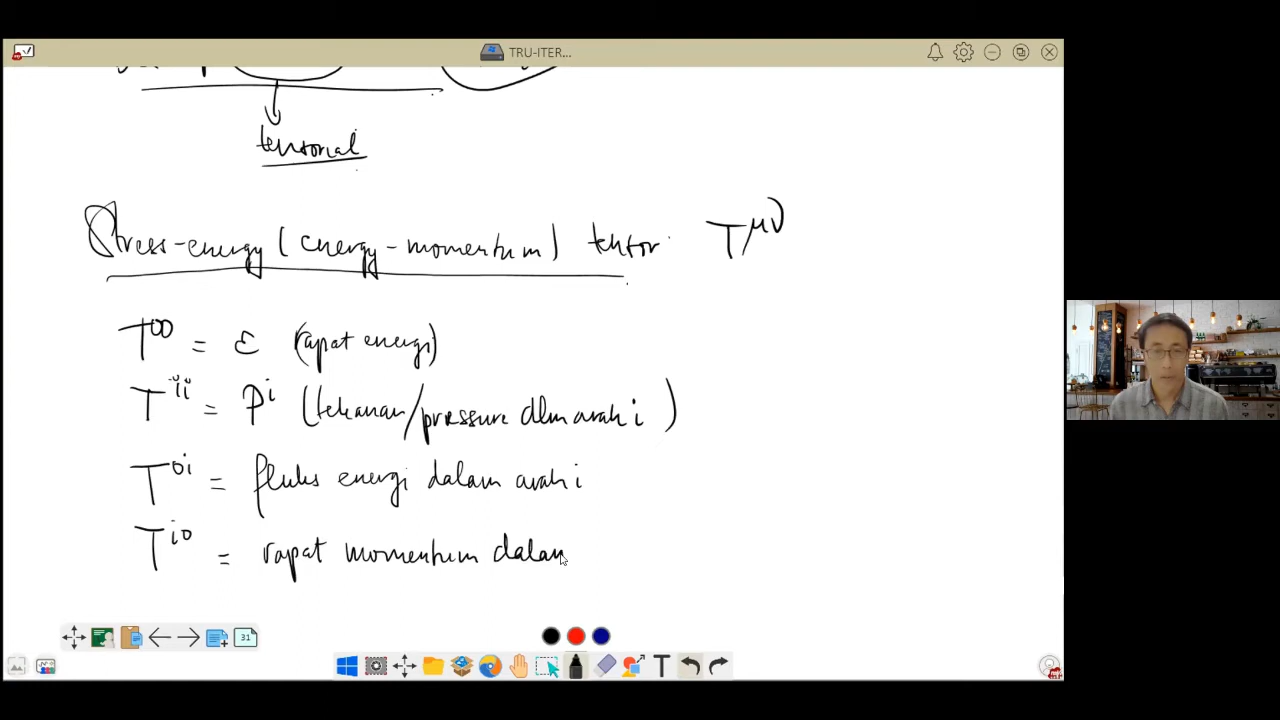 TRU-ITER...
tensorial
Stress-energy (energy-momentum) tensor T^μν
T^00 = ε (rapat energi)
T^ii = P^i (tekanan/pressure dlm arah i)
T^0i = fluks energi dalam arah i
T^i0 = rapat momentum dalam
31
T